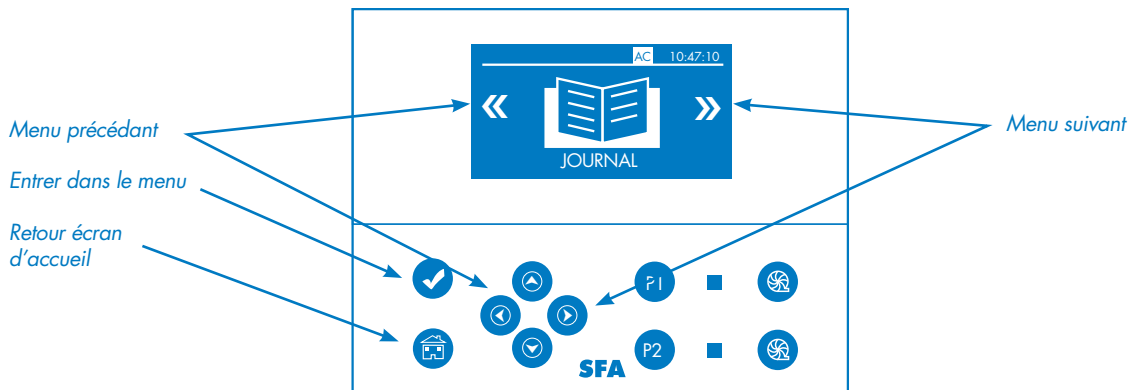 AC 10:47:10
JOURNAL
Menu précédant
Menu suivant
Entrer dans le menu
Retour écran
d'accueil
P1
P2
SFA